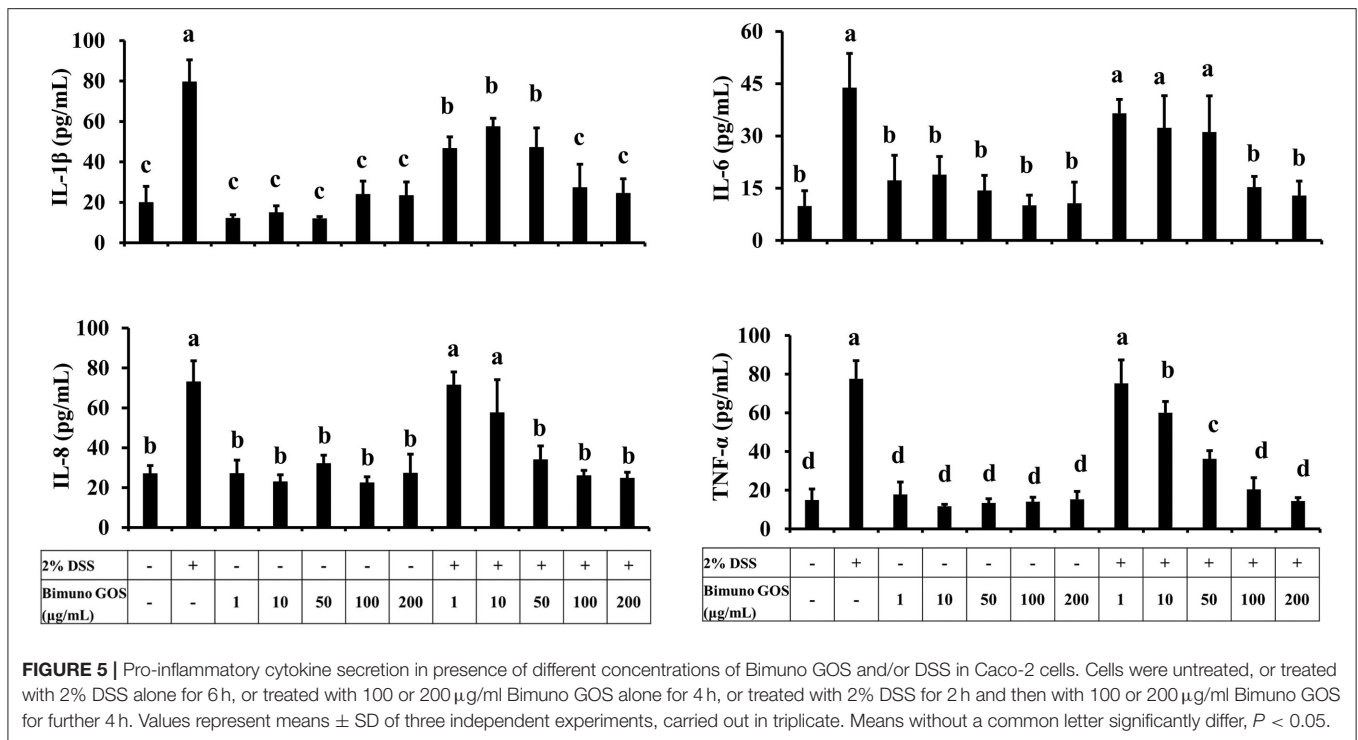 a
100
80
60
40
20
0
IL-1β (pg/mL)
c a c c c c c b b b c c
60
45
30
15
0
IL-6 (pg/mL)
b a b b b b b a a a b b
100
80
60
40
20
0
IL-8 (pg/mL)
b a b b b b b a a b b b
100
80
60
40
20
0
TNF-α (pg/mL)
d a d d d d d a b c d d
2% DSS - + - - - - - + + + + +
Bimuno GOS (µg/mL) - - 1 10 50 100 200 1 10 50 100 200
2% DSS - + - - - - - + + + + +
Bimuno GOS (µg/mL) - - 1 10 50 100 200 1 10 50 100 200
FIGURE 5 | Pro-inflammatory cytokine secretion in presence of different concentrations of Bimuno GOS and/or DSS in Caco-2 cells. Cells were untreated, or treated
with 2% DSS alone for 6 h, or treated with 100 or 200 µg/ml Bimuno GOS alone for 4 h, or treated with 2% DSS for 2 h and then with 100 or 200 µg/ml Bimuno GOS
for further 4 h. Values represent means ± SD of three independent experiments, carried out in triplicate. Means without a common letter significantly differ, P < 0.05.